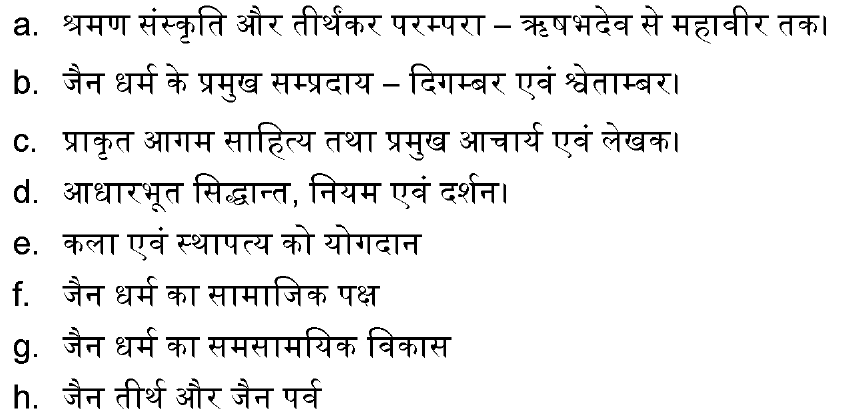 a. श्रमण संस्कृति और तीर्थंकर परम्परा – ऋषभदेव से महावीर तक।
b. जैन धर्म के प्रमुख सम्प्रदाय – दिगम्बर एवं श्वेताम्बर।
c. प्राकृत आगम साहित्य तथा प्रमुख आचार्य एवं लेखक।
d. आधारभूत सिद्धान्त, नियम एवं दर्शन।
e. कला एवं स्थापत्य को योगदान
f. जैन धर्म का सामाजिक पक्ष
g. जैन धर्म का समसामयिक विकास
h. जैन तीर्थ और जैन पर्व